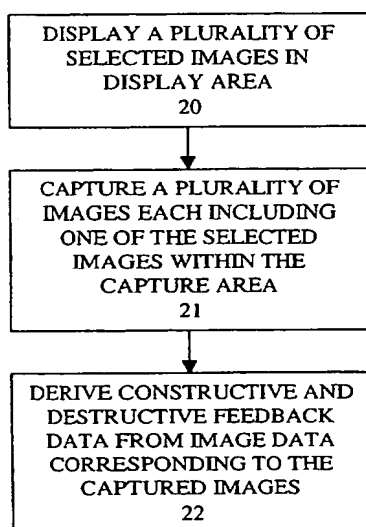 DISPLAY A PLURALITY OF
SELECTED IMAGES IN
DISPLAY AREA
20
CAPTURE A PLURALITY OF
IMAGES EACH INCLUDING
ONE OF THE SELECTED
IMAGES WITHIN THE
CAPTURE AREA
21
DERIVE CONSTRUCTIVE AND
DESTRUCTIVE FEEDBACK
DATA FROM IMAGE DATA
CORRESPONDING TO THE
CAPTURED IMAGES
22